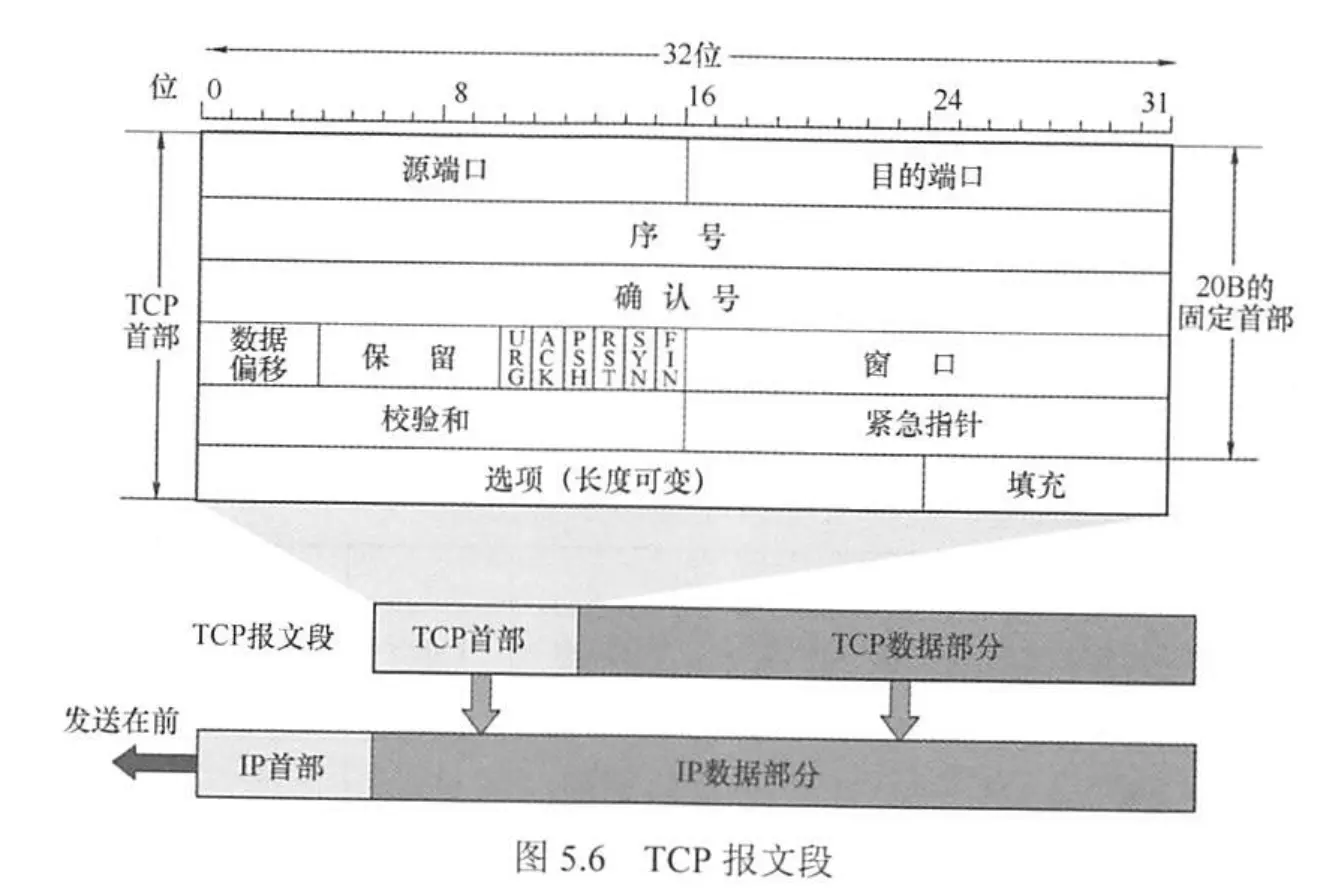 32位
位 0 8 16 24 31
源端口 目的端口
序 号
确 认 号
TCP
首部
20B的
固定首部
数据
偏移
保 留
URG
ACK
PSH
RST
SYN
FIN
窗 口
校验和 紧急指针
选项（长度可变） 填充
TCP报文段 TCP首部 TCP数据部分
发送在前
IP首部 IP数据部分
图 5.6 TCP 报文段